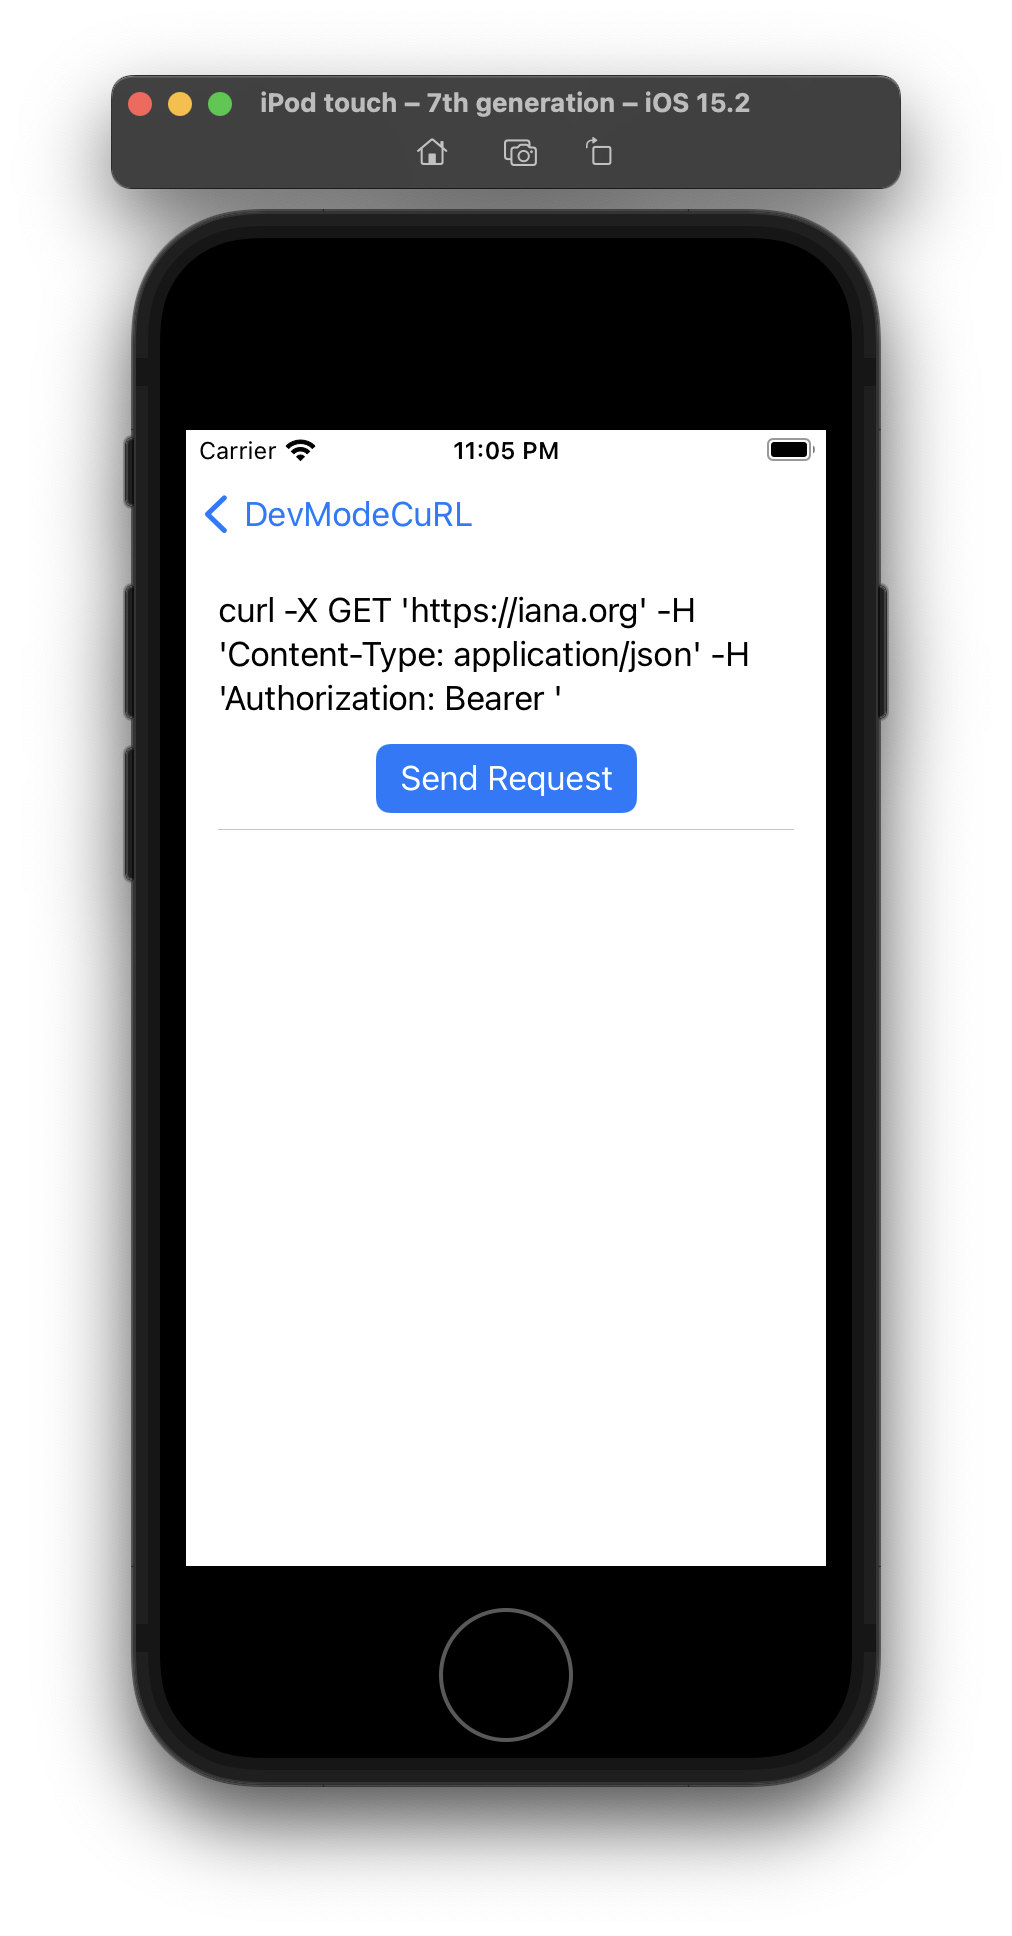 iPod touch – 7th generation – iOS 15.2
Carrier 11:05 PM
DevModeCuRL
curl -X GET 'https://iana.org' -H
'Content-Type: application/json' -H
'Authorization: Bearer '
Send Request